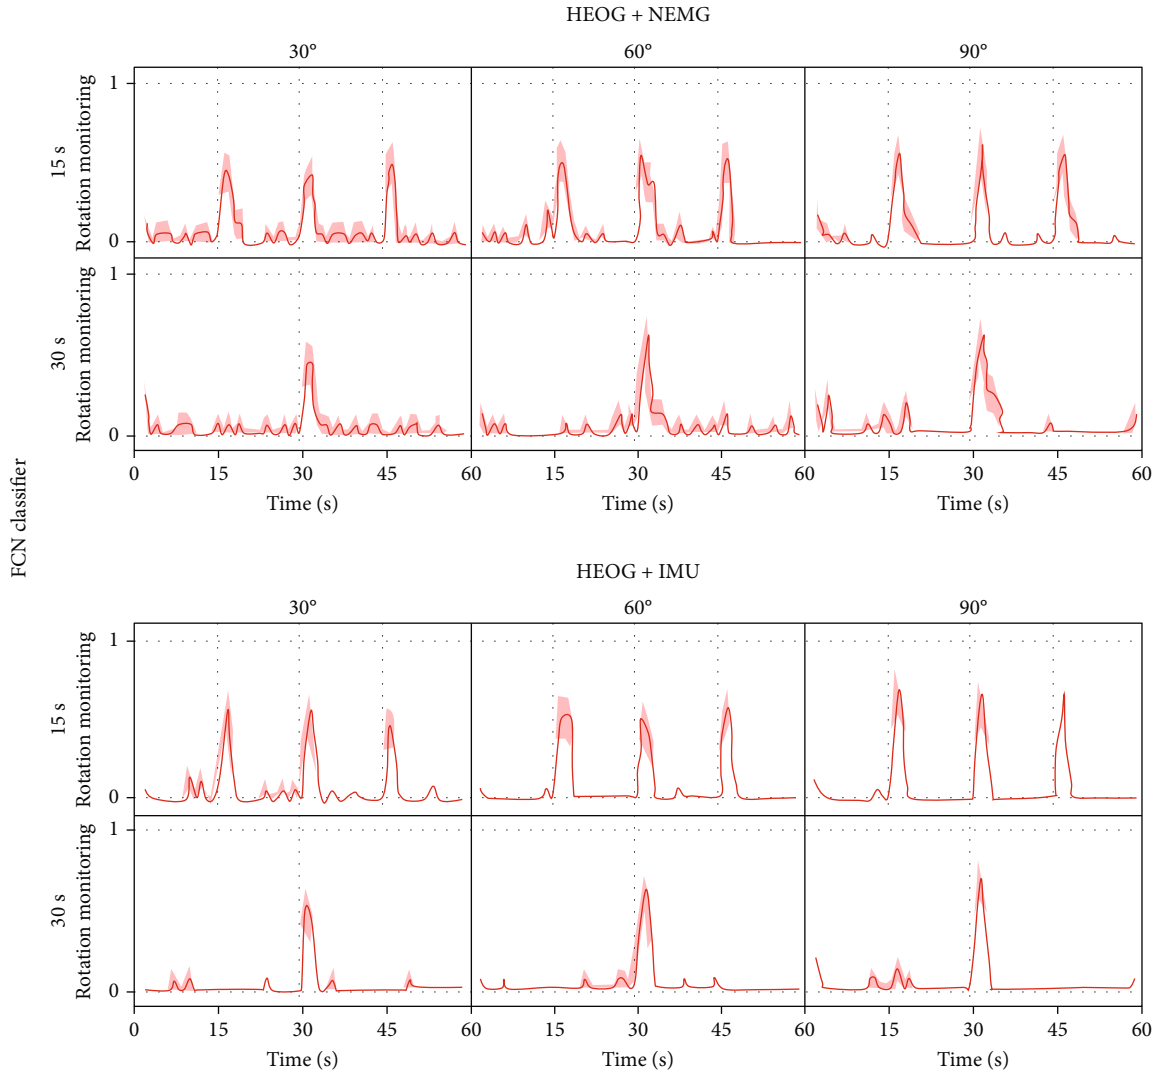 HEOG + NEMG
30°
60°
90°
FCN classifier
15 s
Rotation monitoring
1
0
30 s
Rotation monitoring
1
0
0 15 30 45 60 15 30 45 60 15 30 45 60
Time (s) Time (s) Time (s)
HEOG + IMU
30°
60°
90°
15 s
Rotation monitoring
1
0
30 s
Rotation monitoring
1
0
0 15 30 45 60 15 30 45 60 15 30 45 60
Time (s) Time (s) Time (s)